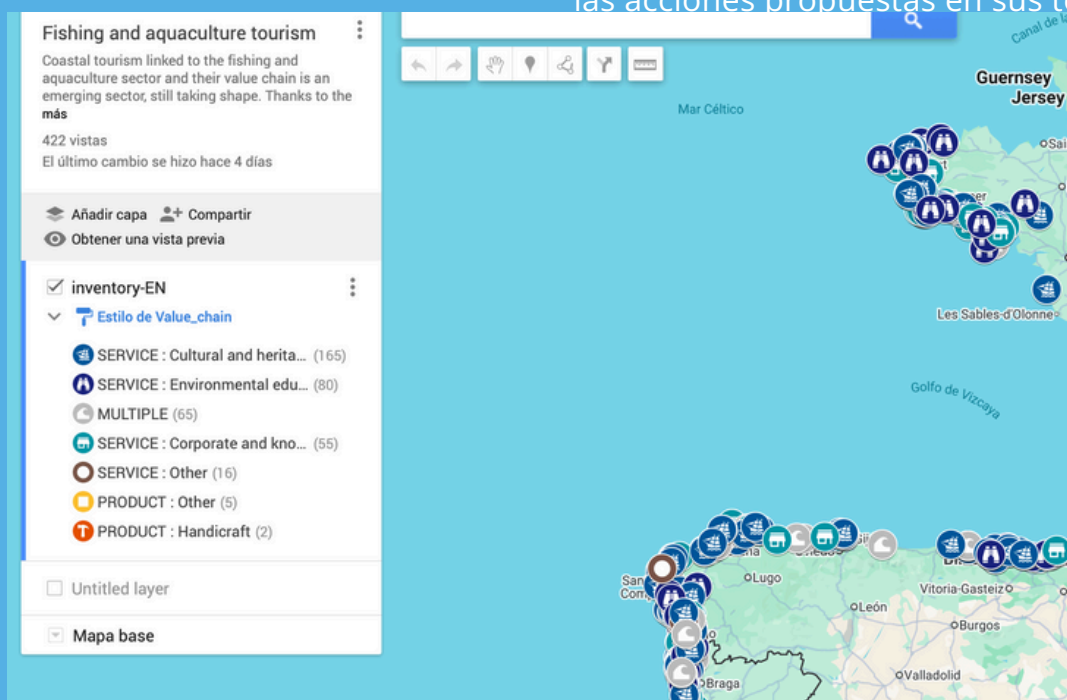 las acciones propuestas en sus
Fishing and aquaculture tourism
Coastal tourism linked to the fishing and
aquaculture sector and their value chain is an
emerging sector, still taking shape. Thanks to the
más
422 vistas
El último cambio se hizo hace 4 días
Añadir capa
Compartir
Obtener una vista previa
inventory-EN
Estilo de Value_chain
SERVICE : Cultural and herita... (165)
SERVICE : Environmental edu... (80)
MULTIPLE (65)
SERVICE : Corporate and kno... (55)
SERVICE : Other (16)
PRODUCT : Other (5)
PRODUCT : Handicraft (2)
Untitled layer
Mapa base
Canal de
Guernsey
Jersey
Mar Céltico
Les Sables-d'Olonne
Golfo de Vizcaya
Lugo
Vitoria-Gasteiz
León
Burgos
Valladolid
Braga